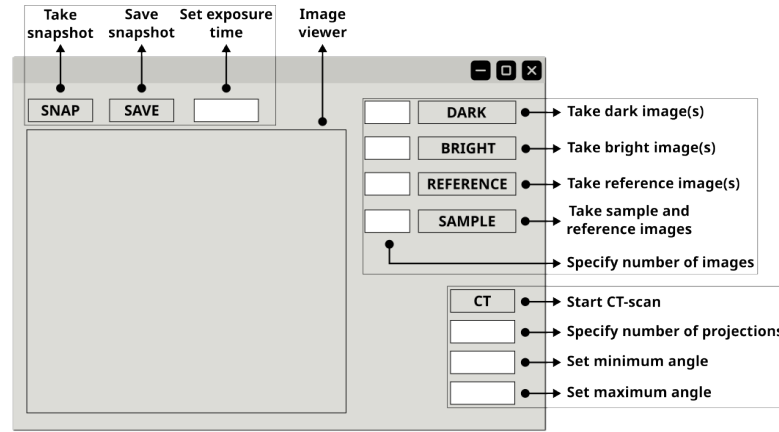 Take
snapshot
Save
snapshot
Set exposure
time
Image
viewer
SNAP
SAVE
DARK
Take dark image(s)
BRIGHT
Take bright image(s)
REFERENCE
Take reference image(s)
SAMPLE
Take sample and
reference images
Specify number of images
CT
Start CT-scan
Specify number of projections
Set minimum angle
Set maximum angle